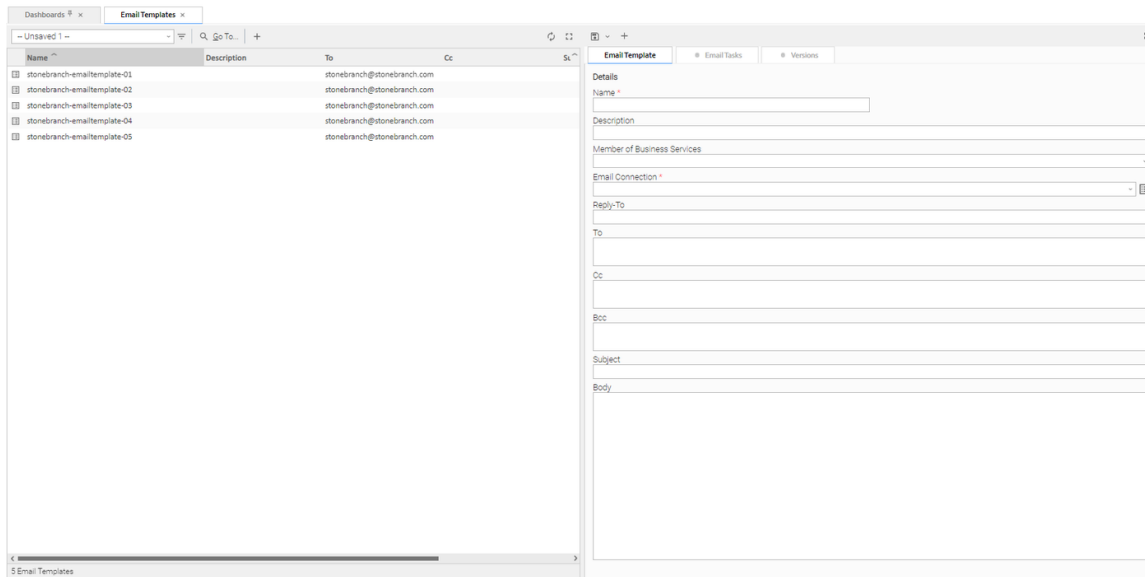 Dashboards
Email Templates
-- Unsaved 1 --
Go To...
Name
Description
To
Cc
Su
stonebranch-emailtemplate-01 stonebranch@stonebranch.com
stonebranch-emailtemplate-02 stonebranch@stonebranch.com
stonebranch-emailtemplate-03 stonebranch@stonebranch.com
stonebranch-emailtemplate-04 stonebranch@stonebranch.com
stonebranch-emailtemplate-05 stonebranch@stonebranch.com
5 Email Templates
Email Template
Email Tasks
Versions
Details
Name *
Description
Member of Business Services
Email Connection *
Reply-To
To
Cc
Bcc
Subject
Body